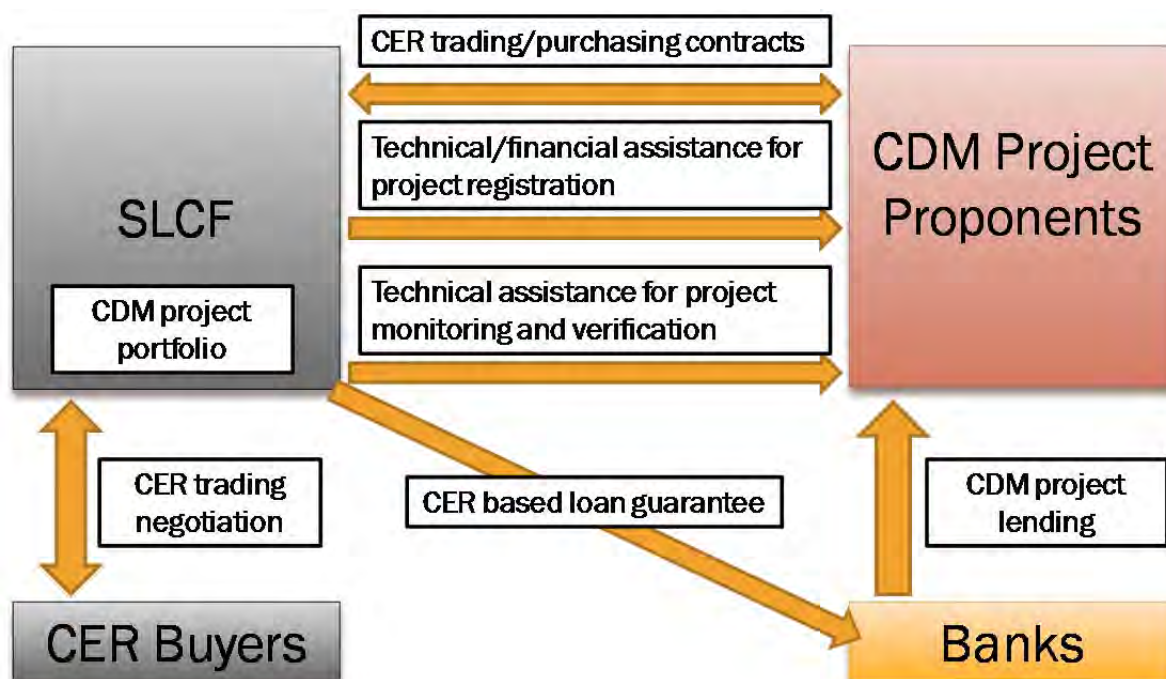 CER trading/purchasing contracts
SLCF
Technical/financial assistance for
project registration
CDM Project
Proponents
CDM project
portfolio
Technical assistance for project
monitoring and verification
CER trading
negotiation
CER based loan guarantee
CDM project
lending
CER Buyers
Banks